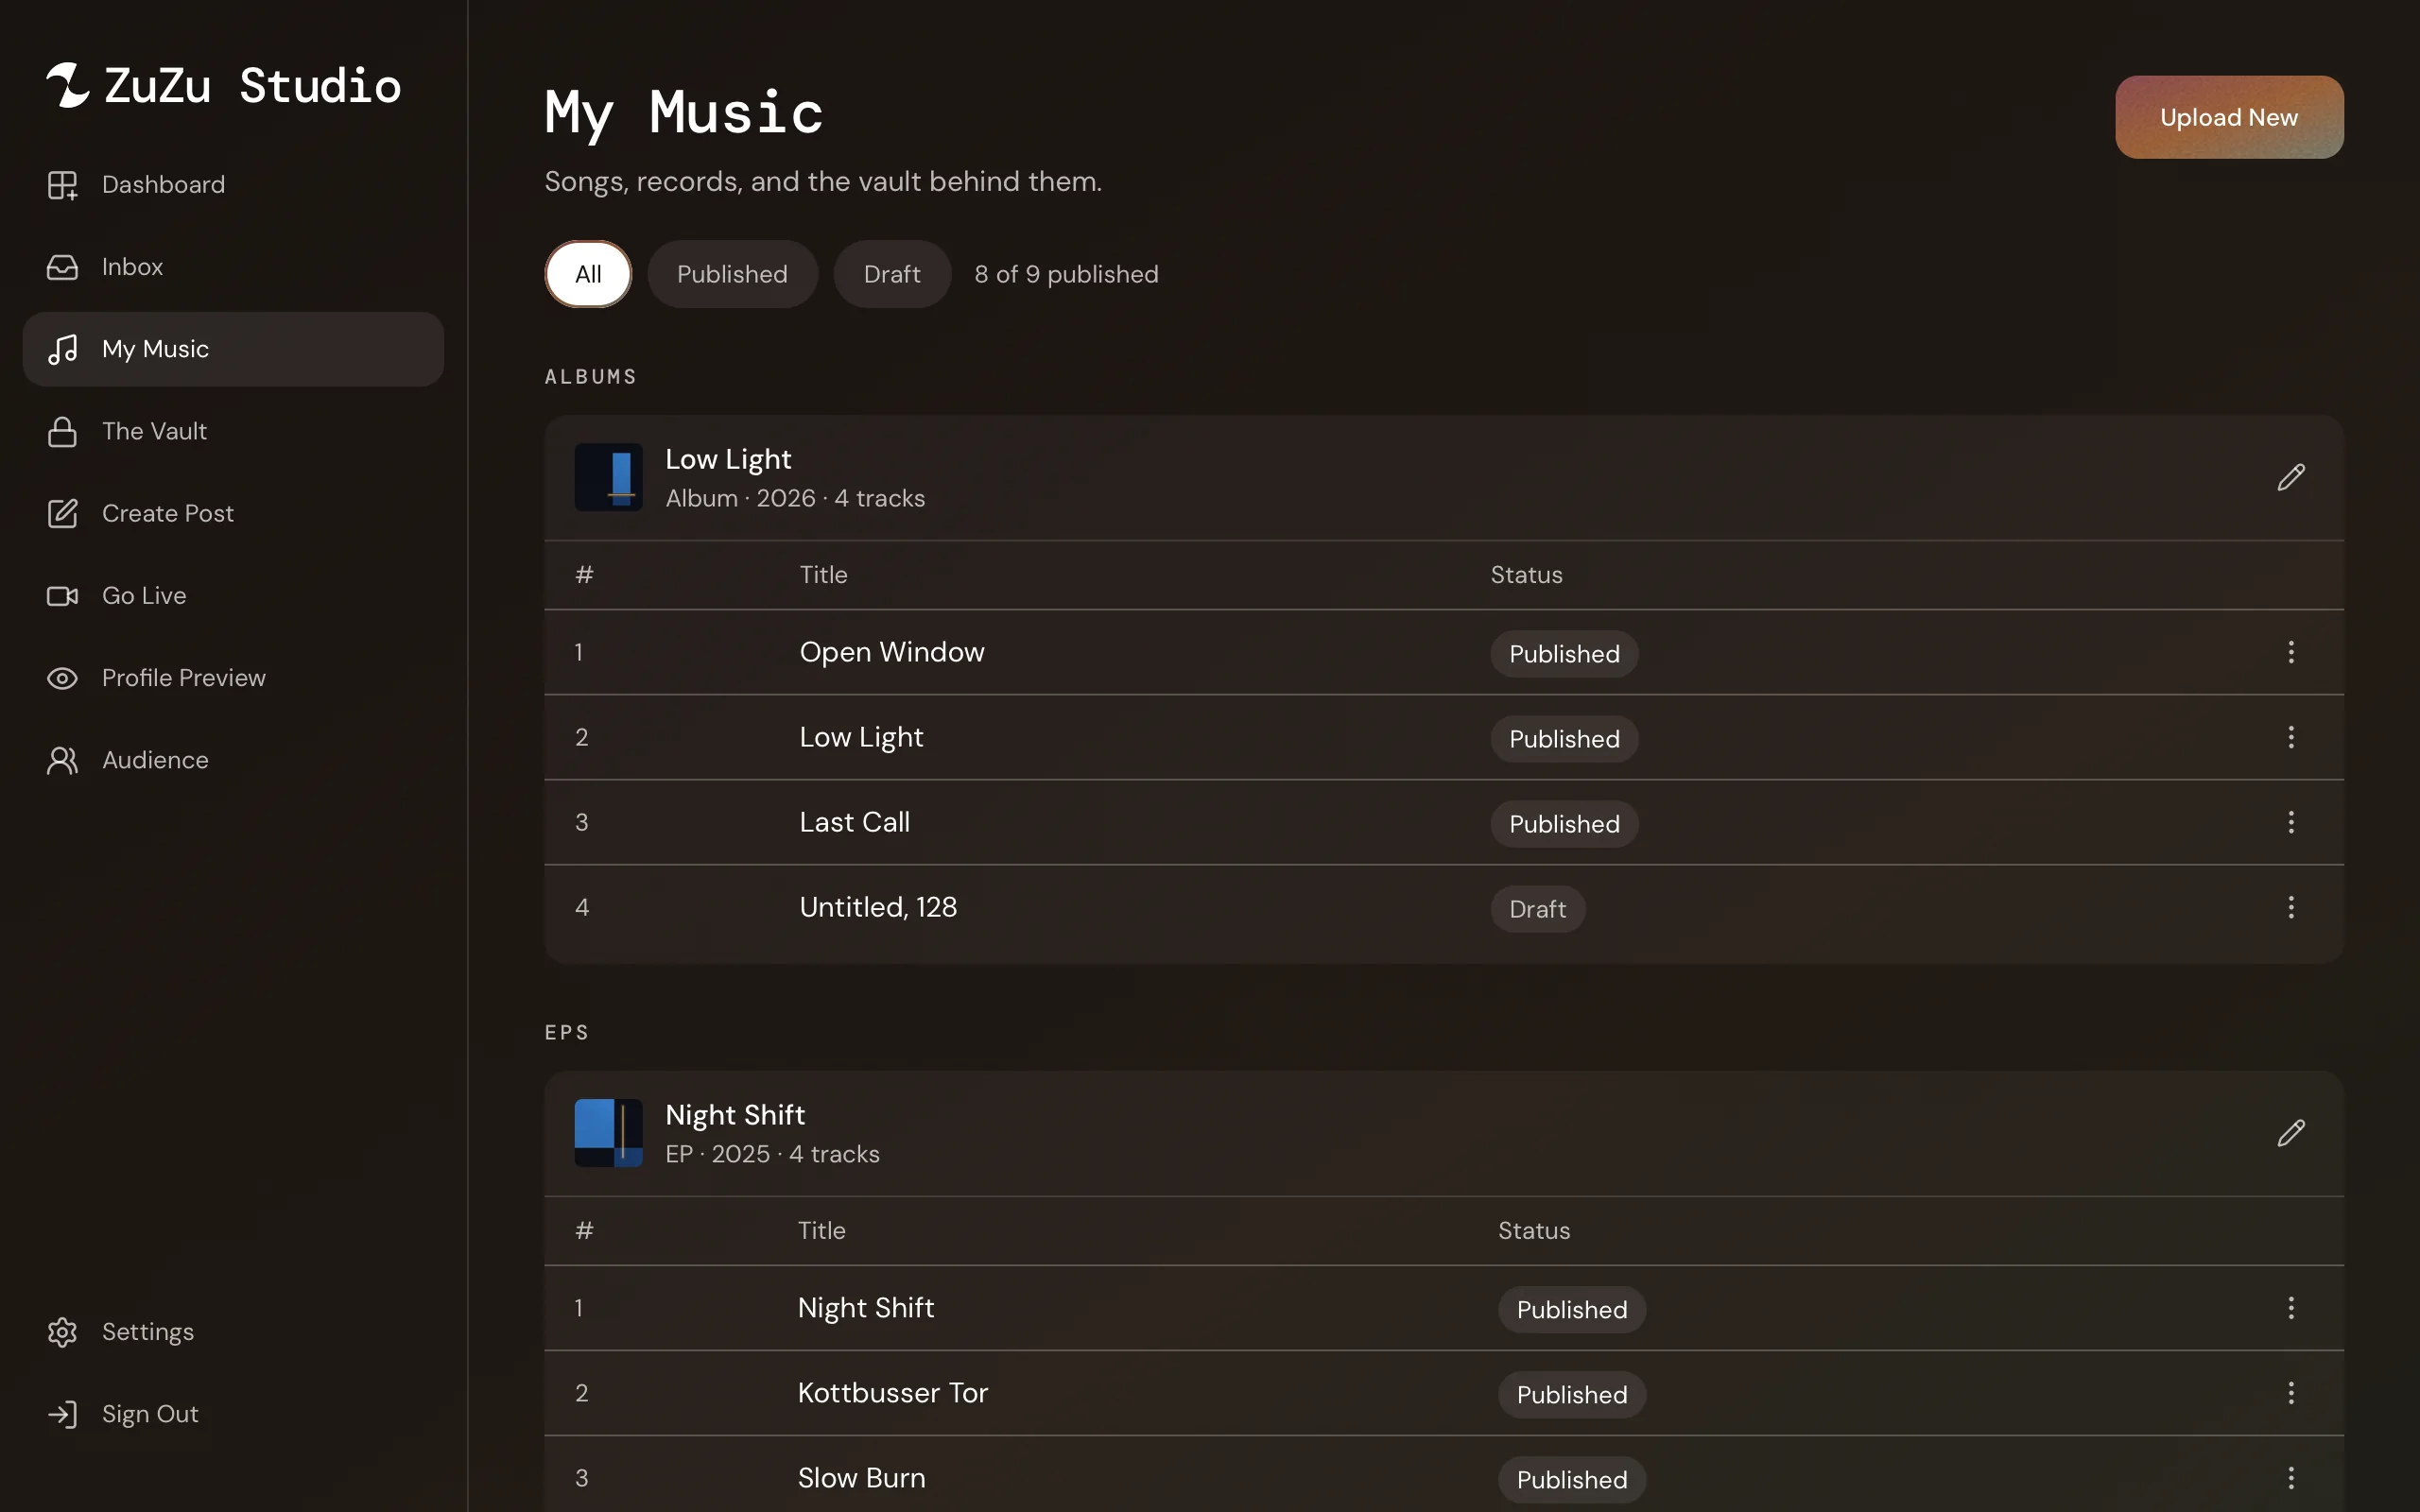 ZuZu Studio
Dashboard
Inbox
My Music
The Vault
Create Post
Go Live
Profile Preview
Audience
Settings
Sign Out
My Music
Songs, records, and the vault behind them.
Upload New
All Published Draft 8 of 9 published
ALBUMS
Low Light
Album · 2026 · 4 tracks
# Title Status
1 Open Window Published
2 Low Light Published
3 Last Call Published
4 Untitled, 128 Draft
EPS
Night Shift
EP · 2025 · 4 tracks
# Title Status
1 Night Shift Published
2 Kottbusser Tor Published
3 Slow Burn Published